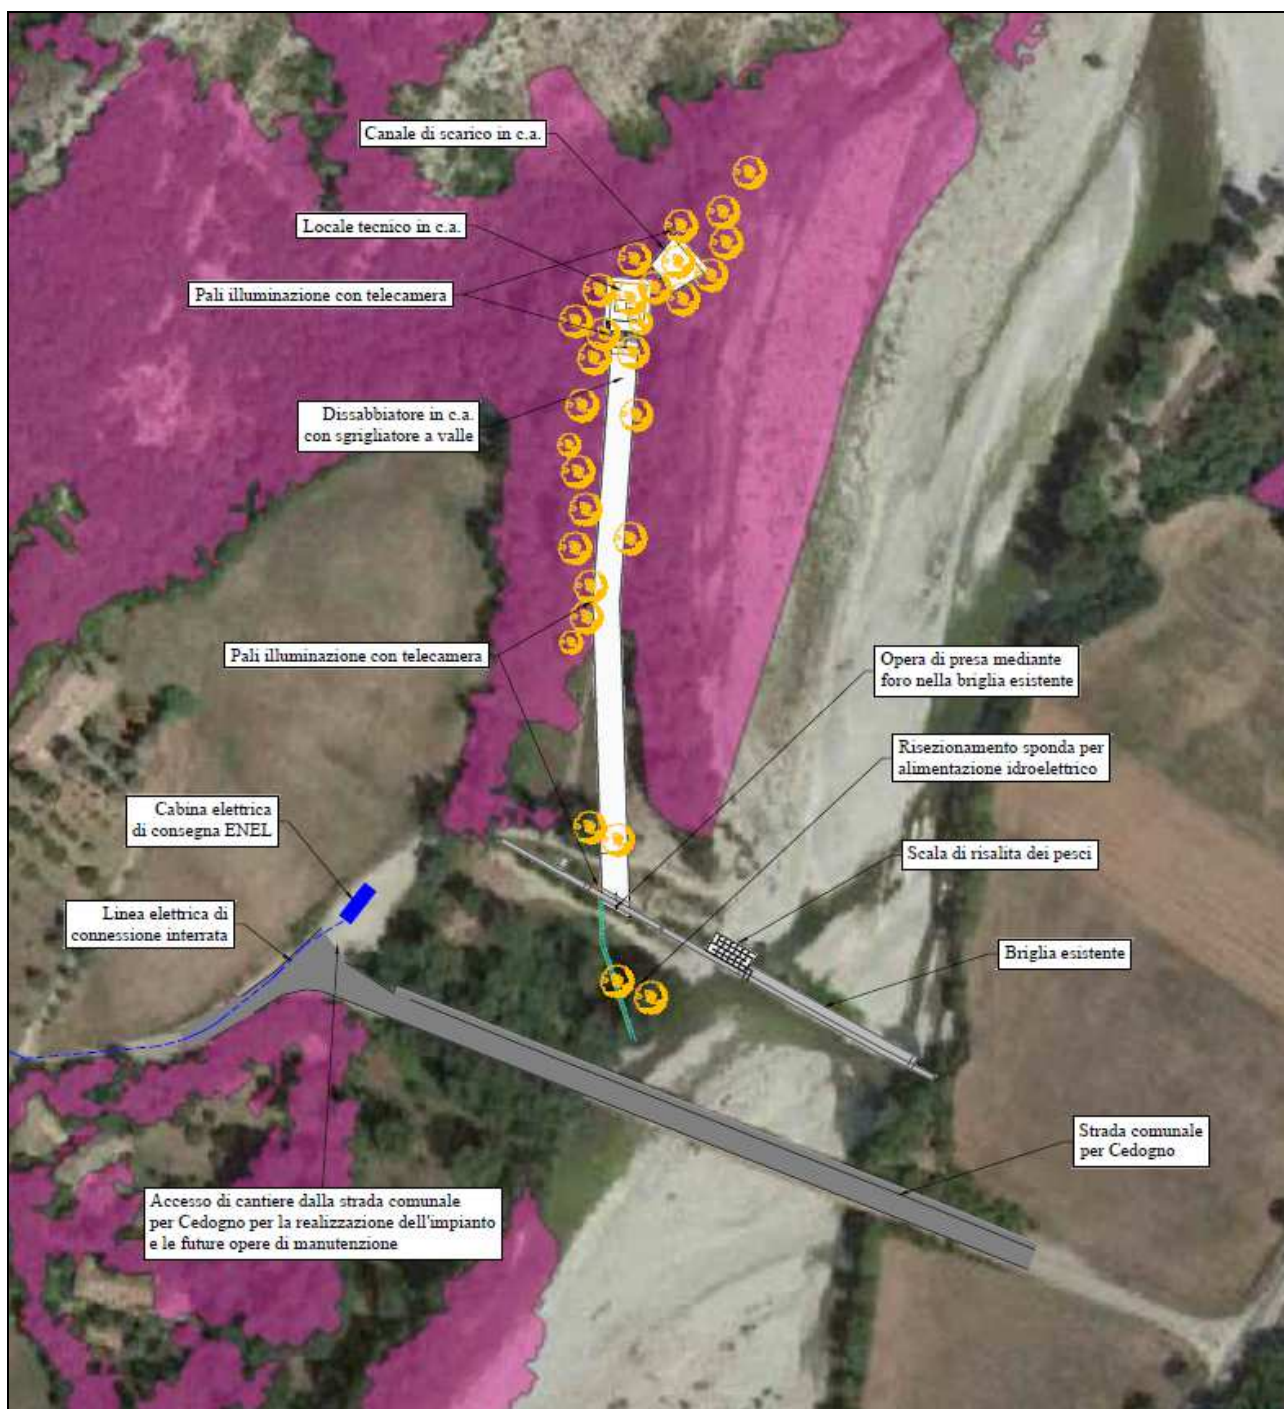 Canale di scarico in c.a.
Locale tecnico in c.a.
Pali illuminazione con telecamera
Dissabbiatore in c.a.
con sgrigliatore a valle
Pali illuminazione con telecamera
Opera di presa mediante
foro nella briglia esistente
Risezionamento sponda per
alimentazione idroelettrico
Cabina elettrica
di consegna ENEL
Scala di risalita dei pesci
Linea elettrica di
connessione interrata
Briglia esistente
Strada comunale
per Cedogno
Accesso di cantiere dalla strada comunale
per Cedogno per la realizzazione dell'impianto
e le future opere di manutenzione